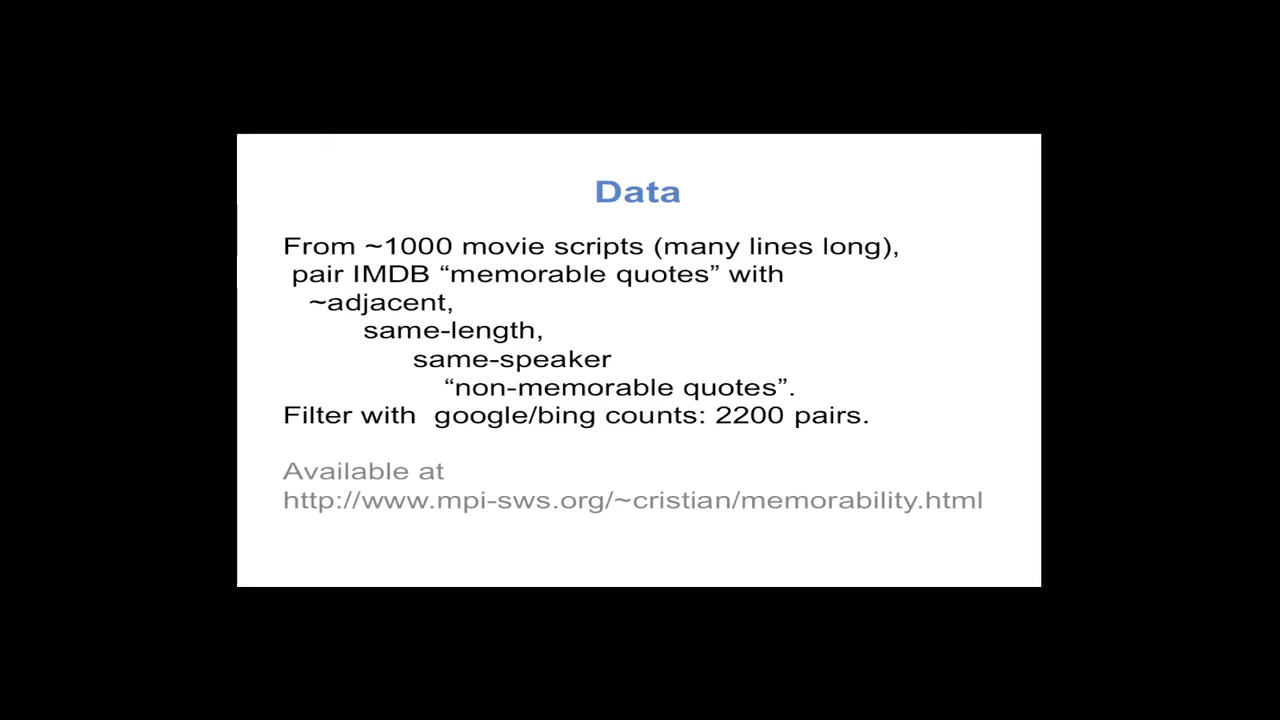 Data
From ~1000 movie scripts (many lines long),
pair IMDB “memorable quotes” with
~adjacent,
same-length,
same-speaker
“non-memorable quotes”.
Filter with google/bing counts: 2200 pairs.
Available at
http://www.mpi-sws.org/~cristian/memorability.html